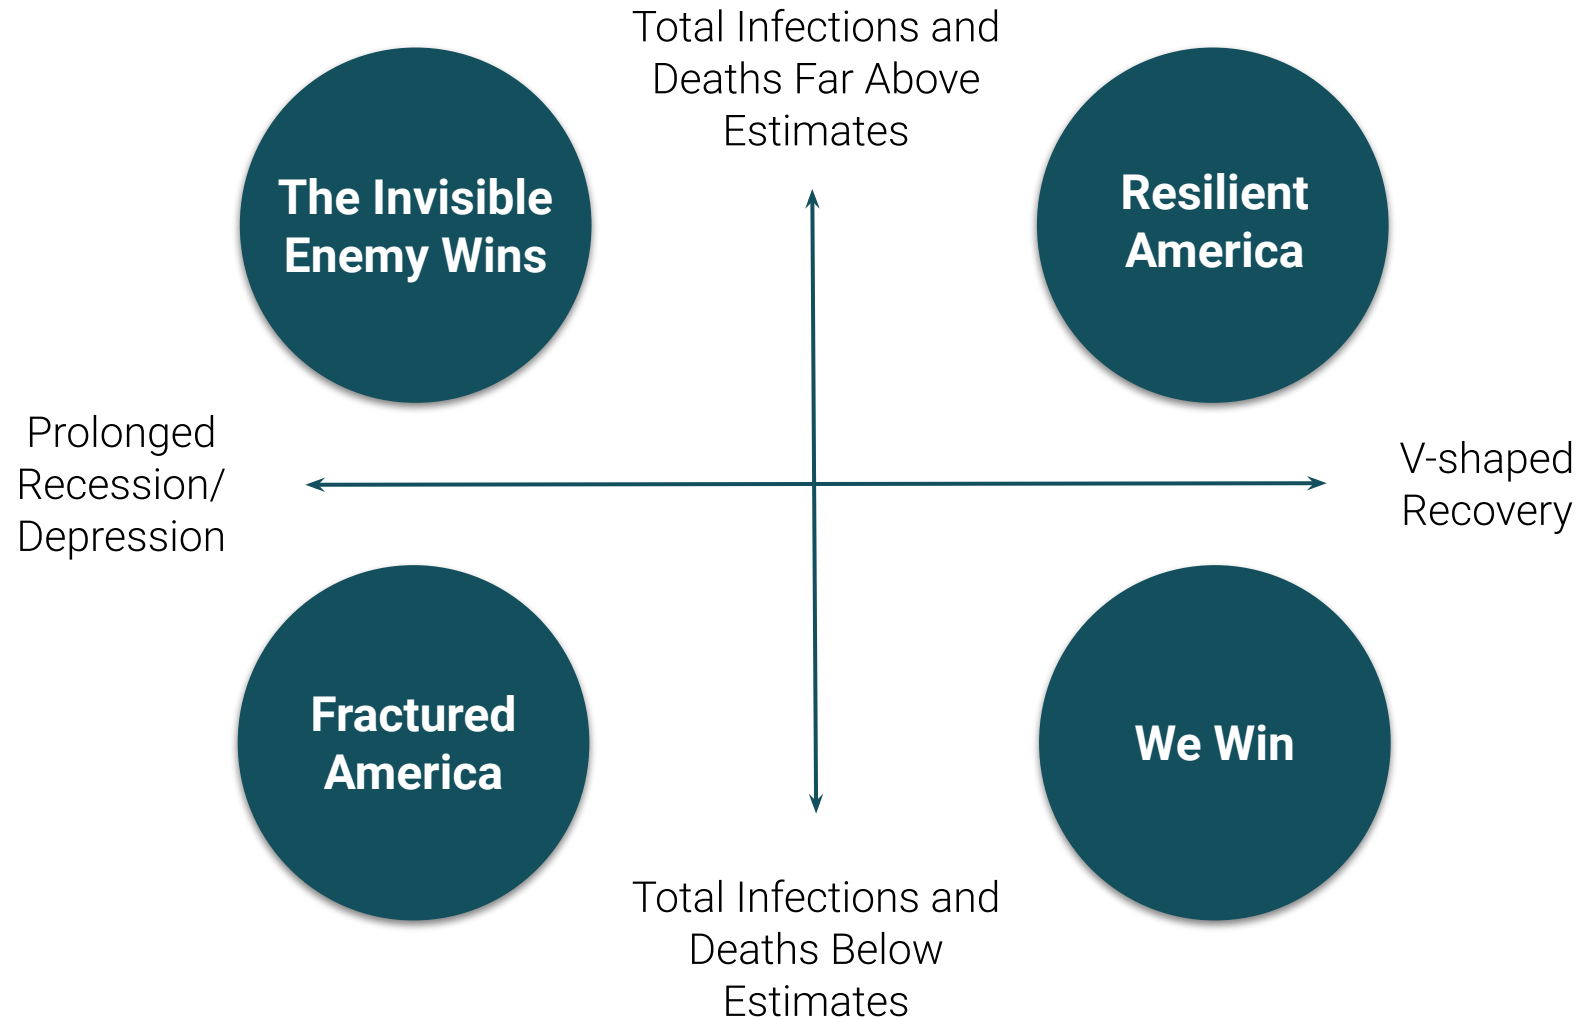 Total Infections and
Deaths Far Above
Estimates
The Invisible
Enemy Wins
Resilient
America
Prolonged
Recession/
Depression
V-shaped
Recovery
Fractured
America
We Win
Total Infections and
Deaths Below
Estimates